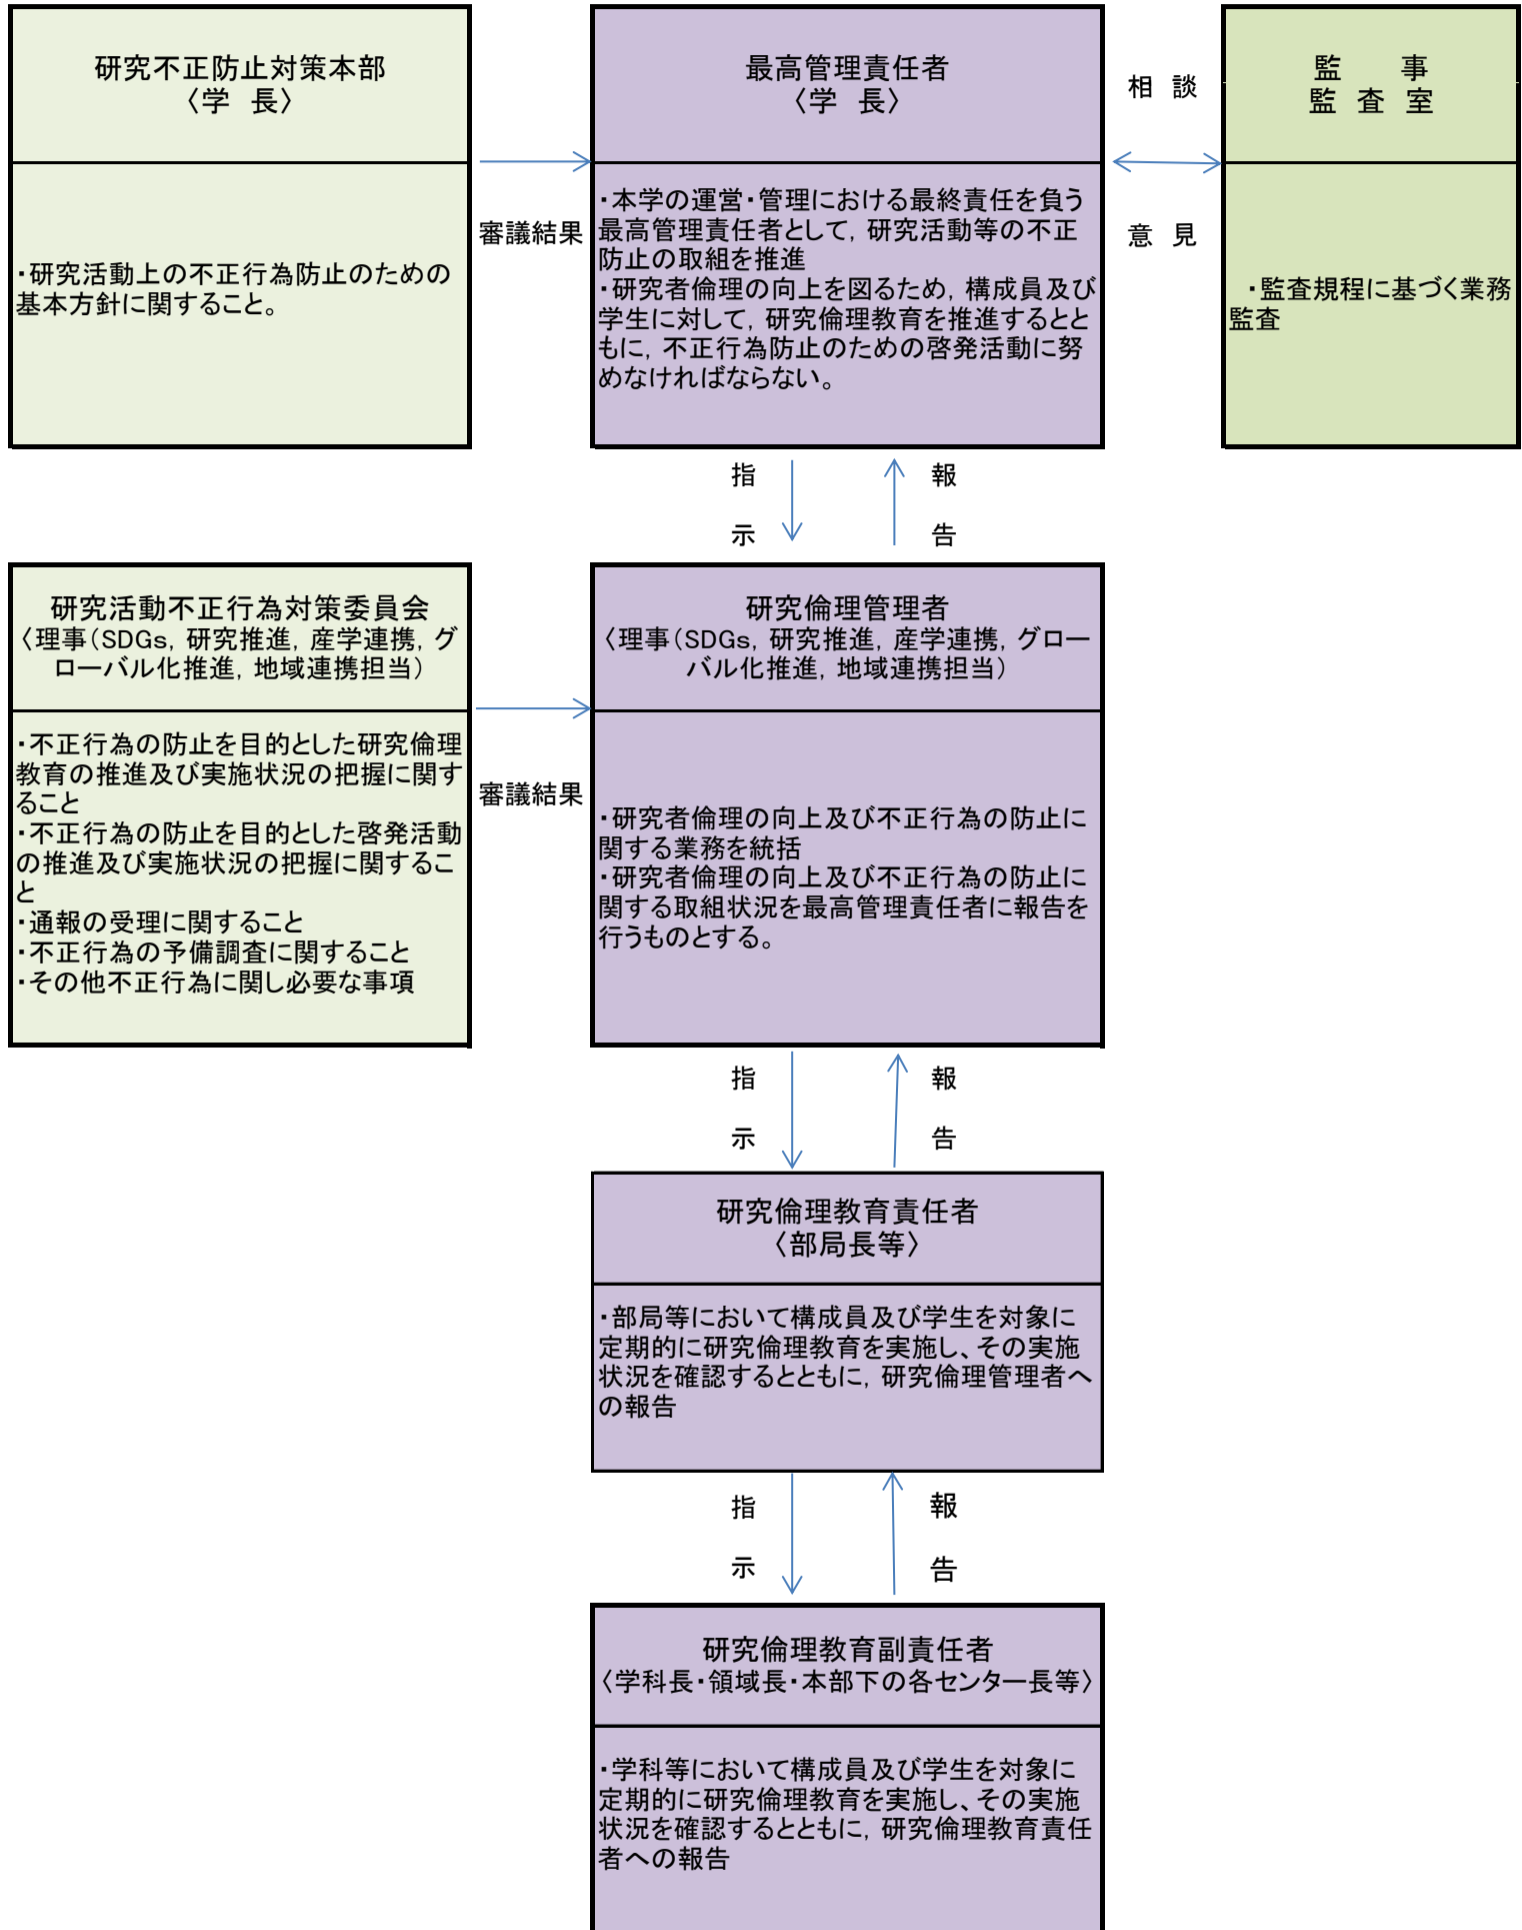 研究不正防止対策本部
〈学　長〉
・研究活動上の不正行為防止のための
基本方針に関すること。
審議結果
最高管理責任者
〈学　長〉
・本学の運営・管理における最終責任を負う
最高管理責任者として，研究活動等の不正
防止の取組を推進
・研究者倫理の向上を図るため，構成員及び
学生に対して，研究倫理教育を推進するとと
もに，不正行為防止のための啓発活動に努
めなければならない。
相　談
意　見
監　　事
監　査　室
・監査規程に基づく業務
監査
指
示
報
告
研究活動不正行為対策委員会
〈理事（SDGs，研究推進，産学連携，グ
ローバル化推進，地域連携担当）
・不正行為の防止を目的とした研究倫理
教育の推進及び実施状況の把握に関す
ること
・不正行為の防止を目的とした啓発活動
の推進及び実施状況の把握に関するこ
と
・通報の受理に関すること
・不正行為の予備調査に関すること
・その他不正行為に関し必要な事項
審議結果
研究倫理管理者
〈理事（SDGs，研究推進，産学連携，グロー
バル化推進，地域連携担当）
・研究者倫理の向上及び不正行為の防止に
関する業務を統括
・研究者倫理の向上及び不正行為の防止に
関する取組状況を最高管理責任者に報告を
行うものとする。
指
示
報
告
研究倫理教育責任者
〈部局長等〉
・部局等において構成員及び学生を対象に
定期的に研究倫理教育を実施し、その実施
状況を確認するとともに，研究倫理管理者へ
の報告
指
示
報
告
研究倫理教育副責任者
〈学科長・領域長・本部下の各センター長等〉
・学科等において構成員及び学生を対象に
定期的に研究倫理教育を実施し、その実施
状況を確認するとともに，研究倫理教育責任
者への報告